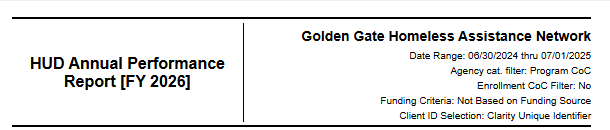 HUD Annual Performance
Report [FY 2026]
Golden Gate Homeless Assistance Network
Date Range: 06/30/2024 thru 07/01/2025
Agency cat. filter: Program CoC
Enrollment CoC Filter: No
Funding Criteria: Not Based on Funding Source
Client ID Selection: Clarity Unique Identifier